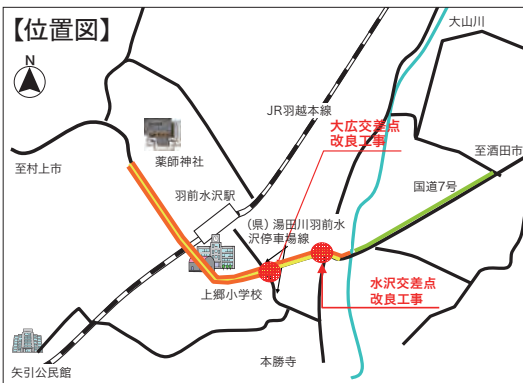 【位置図】
N
大山川
JR羽越本線
大広交差点
改良工事
至酒田市
至村上市
薬師神社
国道7号
羽前水沢駅
(県)湯田川羽前水
沢停車場線
上郷小学校
水沢交差点
改良工事
本勝寺
矢引公民館